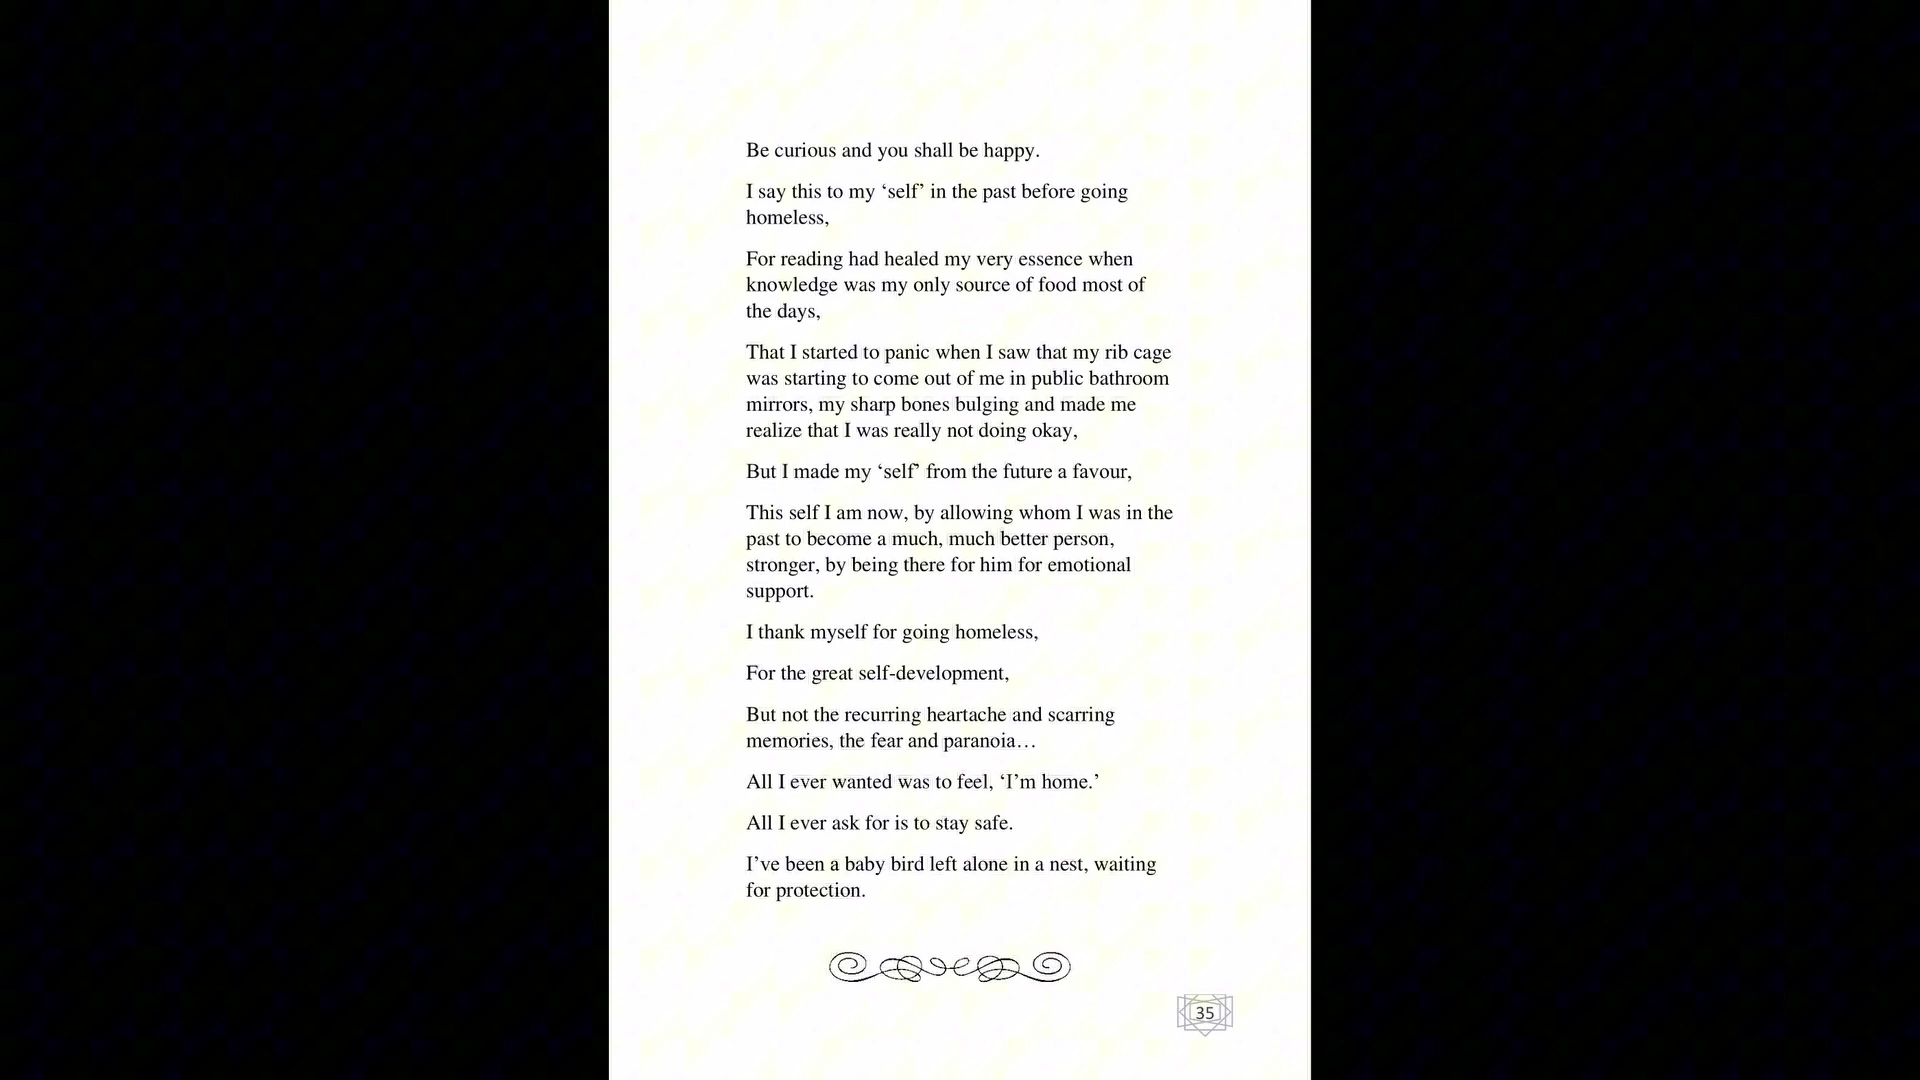 Be curious and you shall be happy.
I say this to my ‘self’ in the past before going
homeless,
For reading had healed my very essence when
knowledge was my only source of food most of
the days,
That I started to panic when I saw that my rib cage
was starting to come out of me in public bathroom
mirrors, my sharp bones bulging and made me
realize that I was really not doing okay,
But I made my ‘self’ from the future a favour,
This self I am now, by allowing whom I was in the
past to become a much, much better person,
stronger, by being there for him for emotional
support.
I thank myself for going homeless,
For the great self-development,
But not the recurring heartache and scarring
memories, the fear and paranoia…
All I ever wanted was to feel, ‘I’m home.’
All I ever ask for is to stay safe.
I’ve been a baby bird left alone in a nest, waiting
for protection.
35